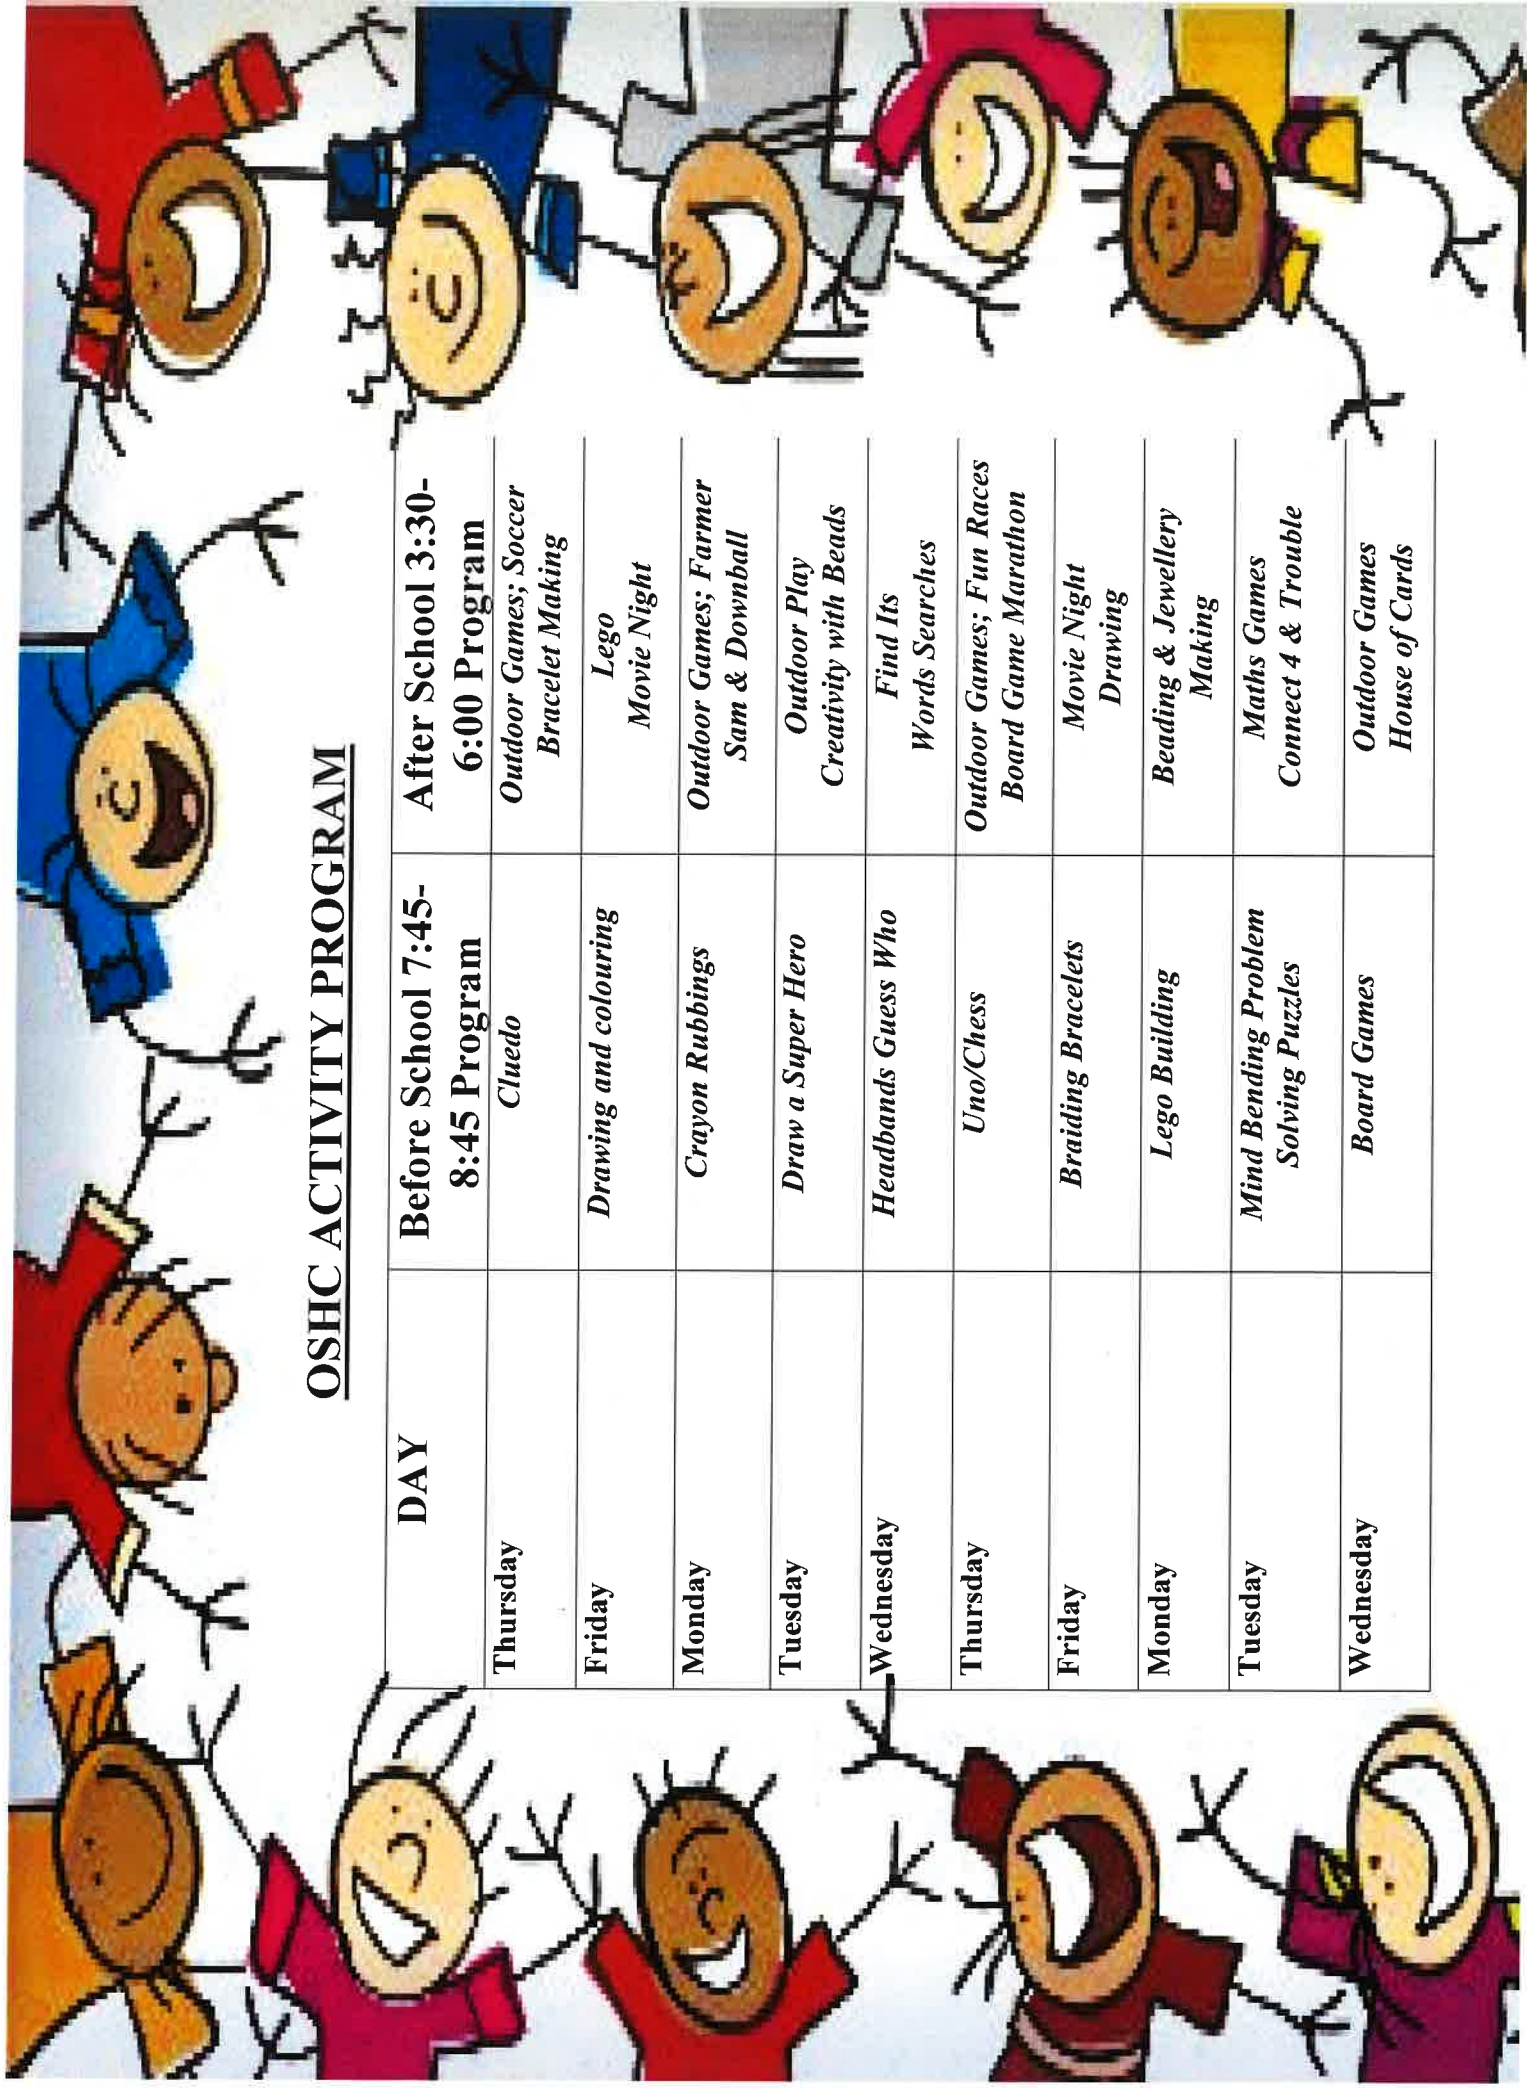 OSHC ACTIVITY PROGRAM
DAY
Before School 7:45-
8:45 Program
After School 3:30-
6:00 Program
Thursday
Cluedo
Outdoor Games; Soccer
Bracelet Making
Friday
Drawing and colouring
Lego
Movie Night
Monday
Crayon Rubbings
Outdoor Games; Farmer
Sam & Downball
Tuesday
Draw a Super Hero
Outdoor Play
Creativity with Beads
Wednesday
Headbands Guess Who
Find Its
Words Searches
Thursday
Uno/Chess
Outdoor Games; Fun Races
Board Game Marathon
Friday
Braiding Bracelets
Movie Night
Drawing
Monday
Lego Building
Beading & Jewellery
Making
Tuesday
Mind Bending Problem
Solving Puzzles
Maths Games
Connect 4 & Trouble
Wednesday
Board Games
Outdoor Games
House of Cards